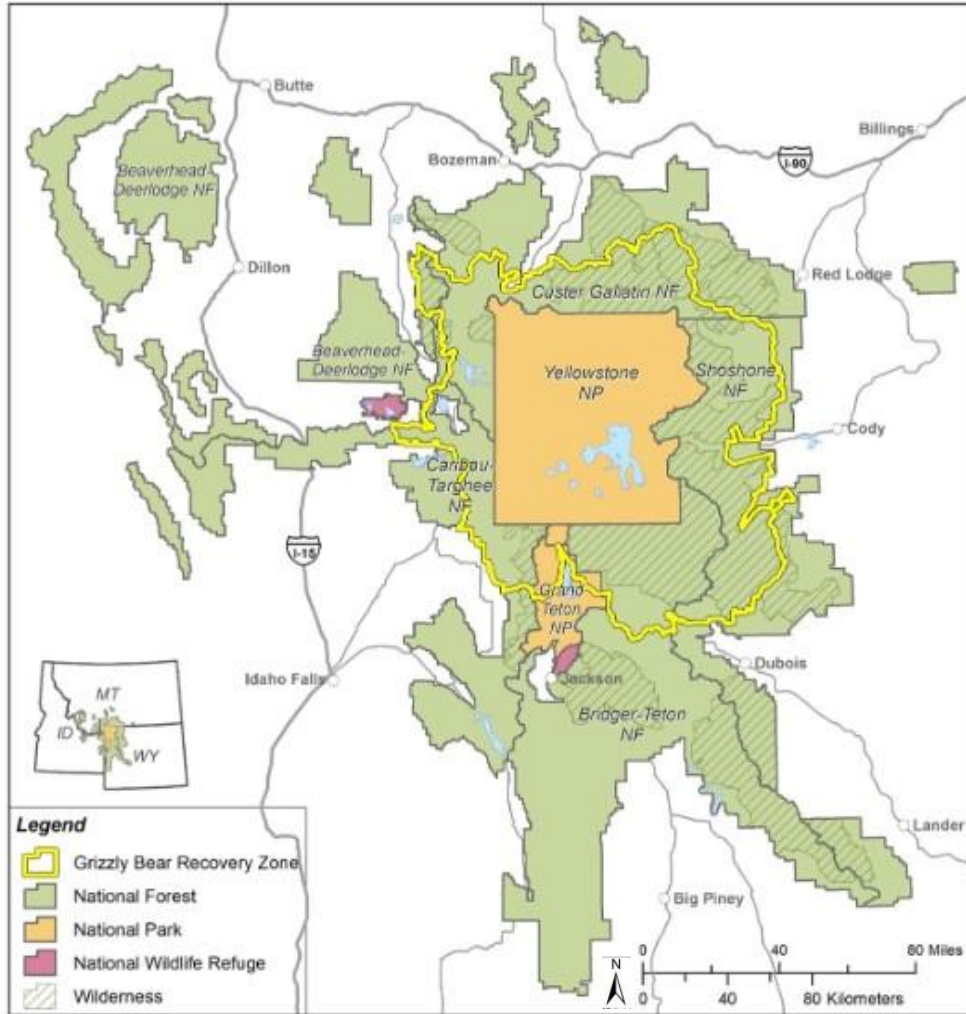 Butte
Billings
Bozeman
I-90
Beaverhead-
Deerlodge NF
Dillon
Red Lodge
Custer Gallatin NF
Beaverhead-
Deerlodge NF
Yellowstone
NP
Shoshone
NF
Cody
Caribou-
Targhee
NF
I-15
Grand
Teton
NP
Dubois
Idaho Falls
Jackson
MT
ID
WY
Bridger-Teton
NF
Lander
Legend
Grizzly Bear Recovery Zone
National Forest
National Park
National Wildlife Refuge
Wilderness
Big Piney
0 40 80 Miles
N
0 40 80 Kilometers